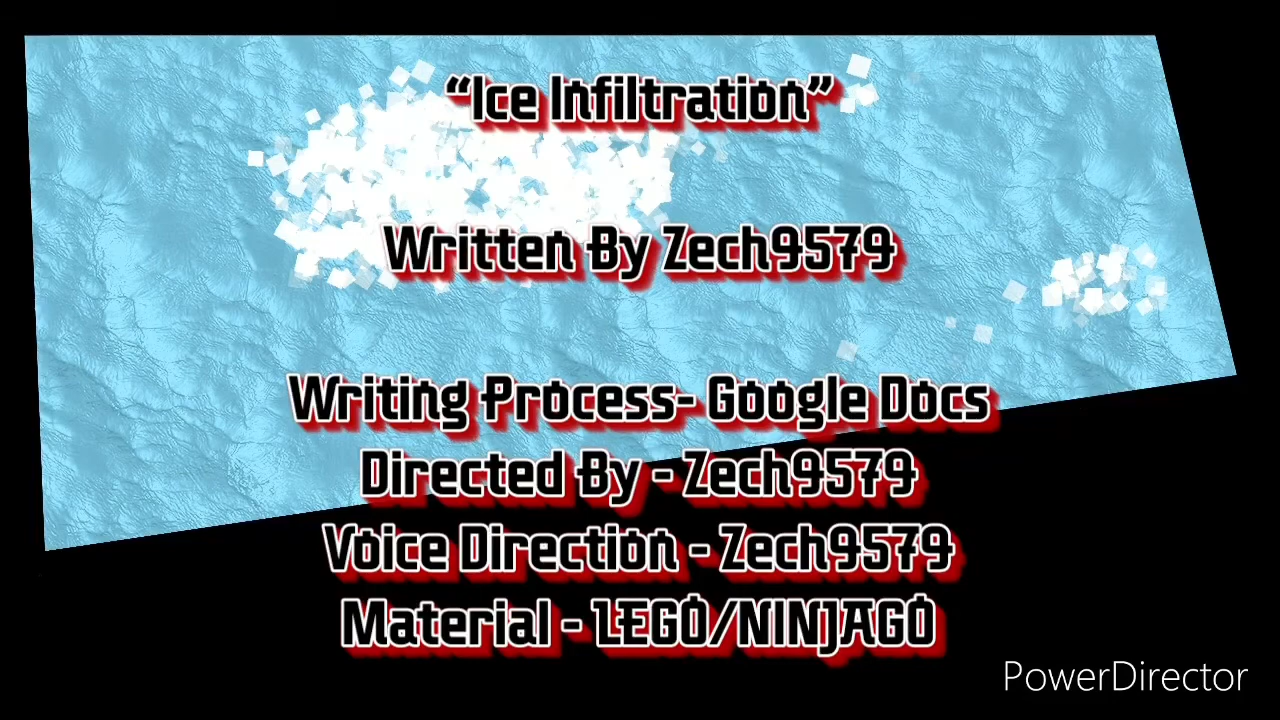 “Ice Infiltration”
Written By Zech9579
Writing Process- Google Docs
Directed By - Zech9579
Voice Direction - Zech9579
Material - LEGO/NINJAGO
PowerDirector